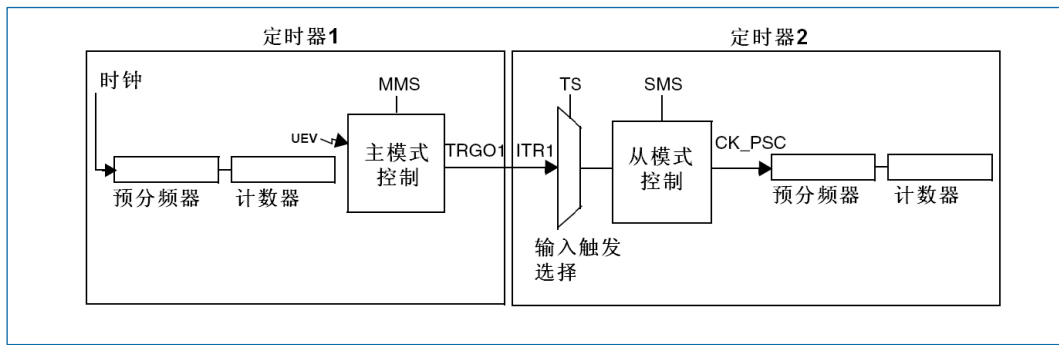 定时器1
定时器2
时钟
MMS
TS
SMS
UEV
主模式
控制
TRGO1
ITR1
从模式
控制
CK_PSC
预分频器
计数器
预分频器
计数器
输入触发
选择